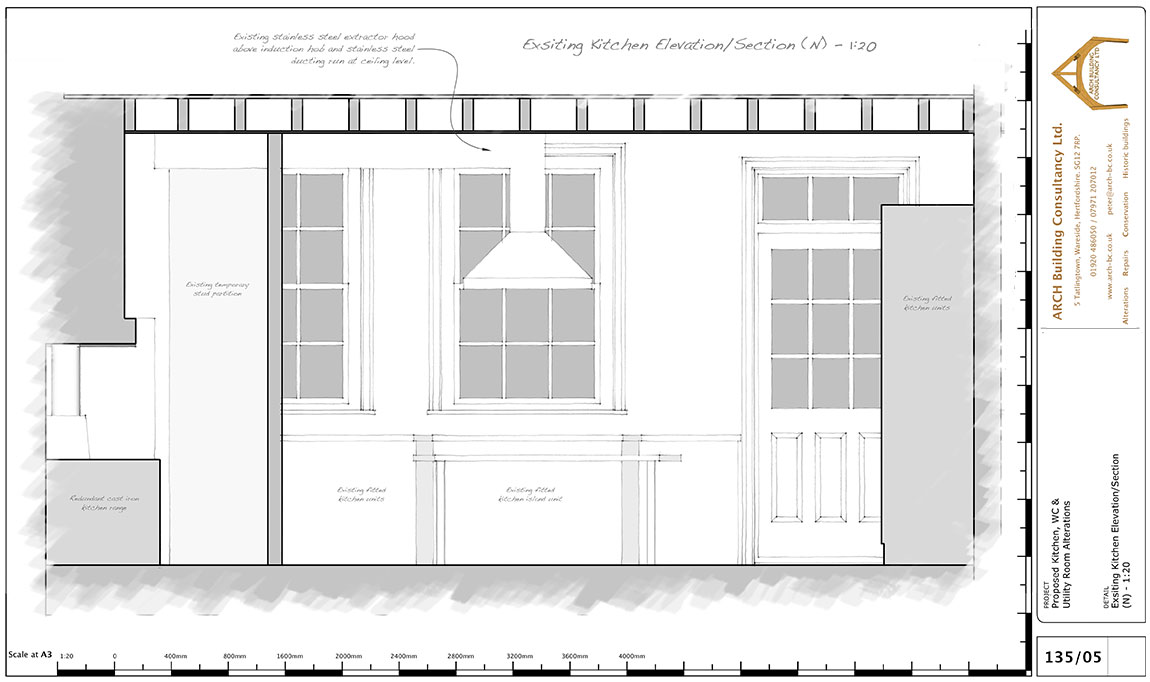 Existing stainless steel extractor hood
above induction hob and stainless steel
ducting run at ceiling level.
Exsiting Kitchen Elevation/Section (N) - 1:20
Existing temporary
stud partition
Existing fitted
kitchen units
Redundant cast iron
kitchen range
Existing fitted
kitchen units
Existing fitted
kitchen island unit
Scale at A3 1:20 0 400mm 800mm 1200mm 1600mm 2000mm 2400mm 2800mm 3200mm 3600mm 4000mm
ARCH BUILDING
CONSULTANCY LTD
ARCH Building Consultancy Ltd.
5 Tatlingtown, Wareside, Hertfordshire. SG12 7RP.
01920 486050 / 07971 207012
www.arch-bc.co.uk peter@arch-bc.co.uk
Alterations Repairs Conservation Historic buildings
PROJECT
Proposed Kitchen, WC &
Utility Room Alterations
DETAIL
Exsiting Kitchen Elevation/Section
(N) - 1:20
135/05